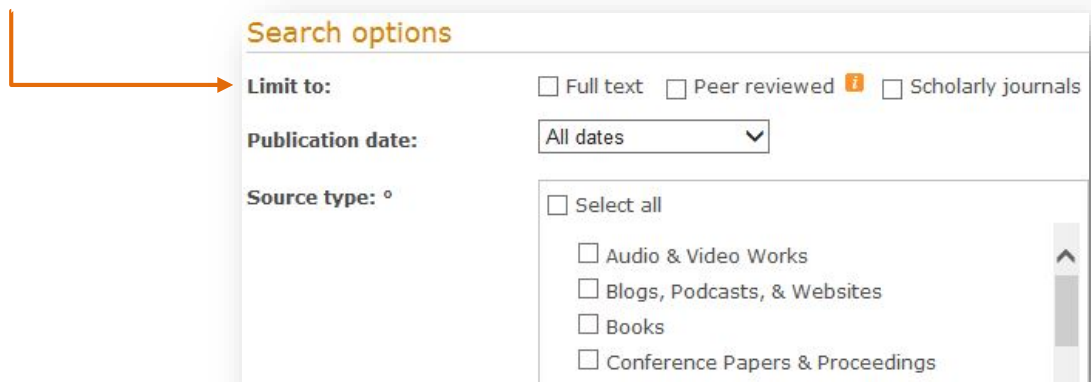 Search options
Limit to: Full text Peer reviewed i Scholarly journals
Publication date: All dates
Source type: ° Select all
Audio & Video Works
Blogs, Podcasts, & Websites
Books
Conference Papers & Proceedings